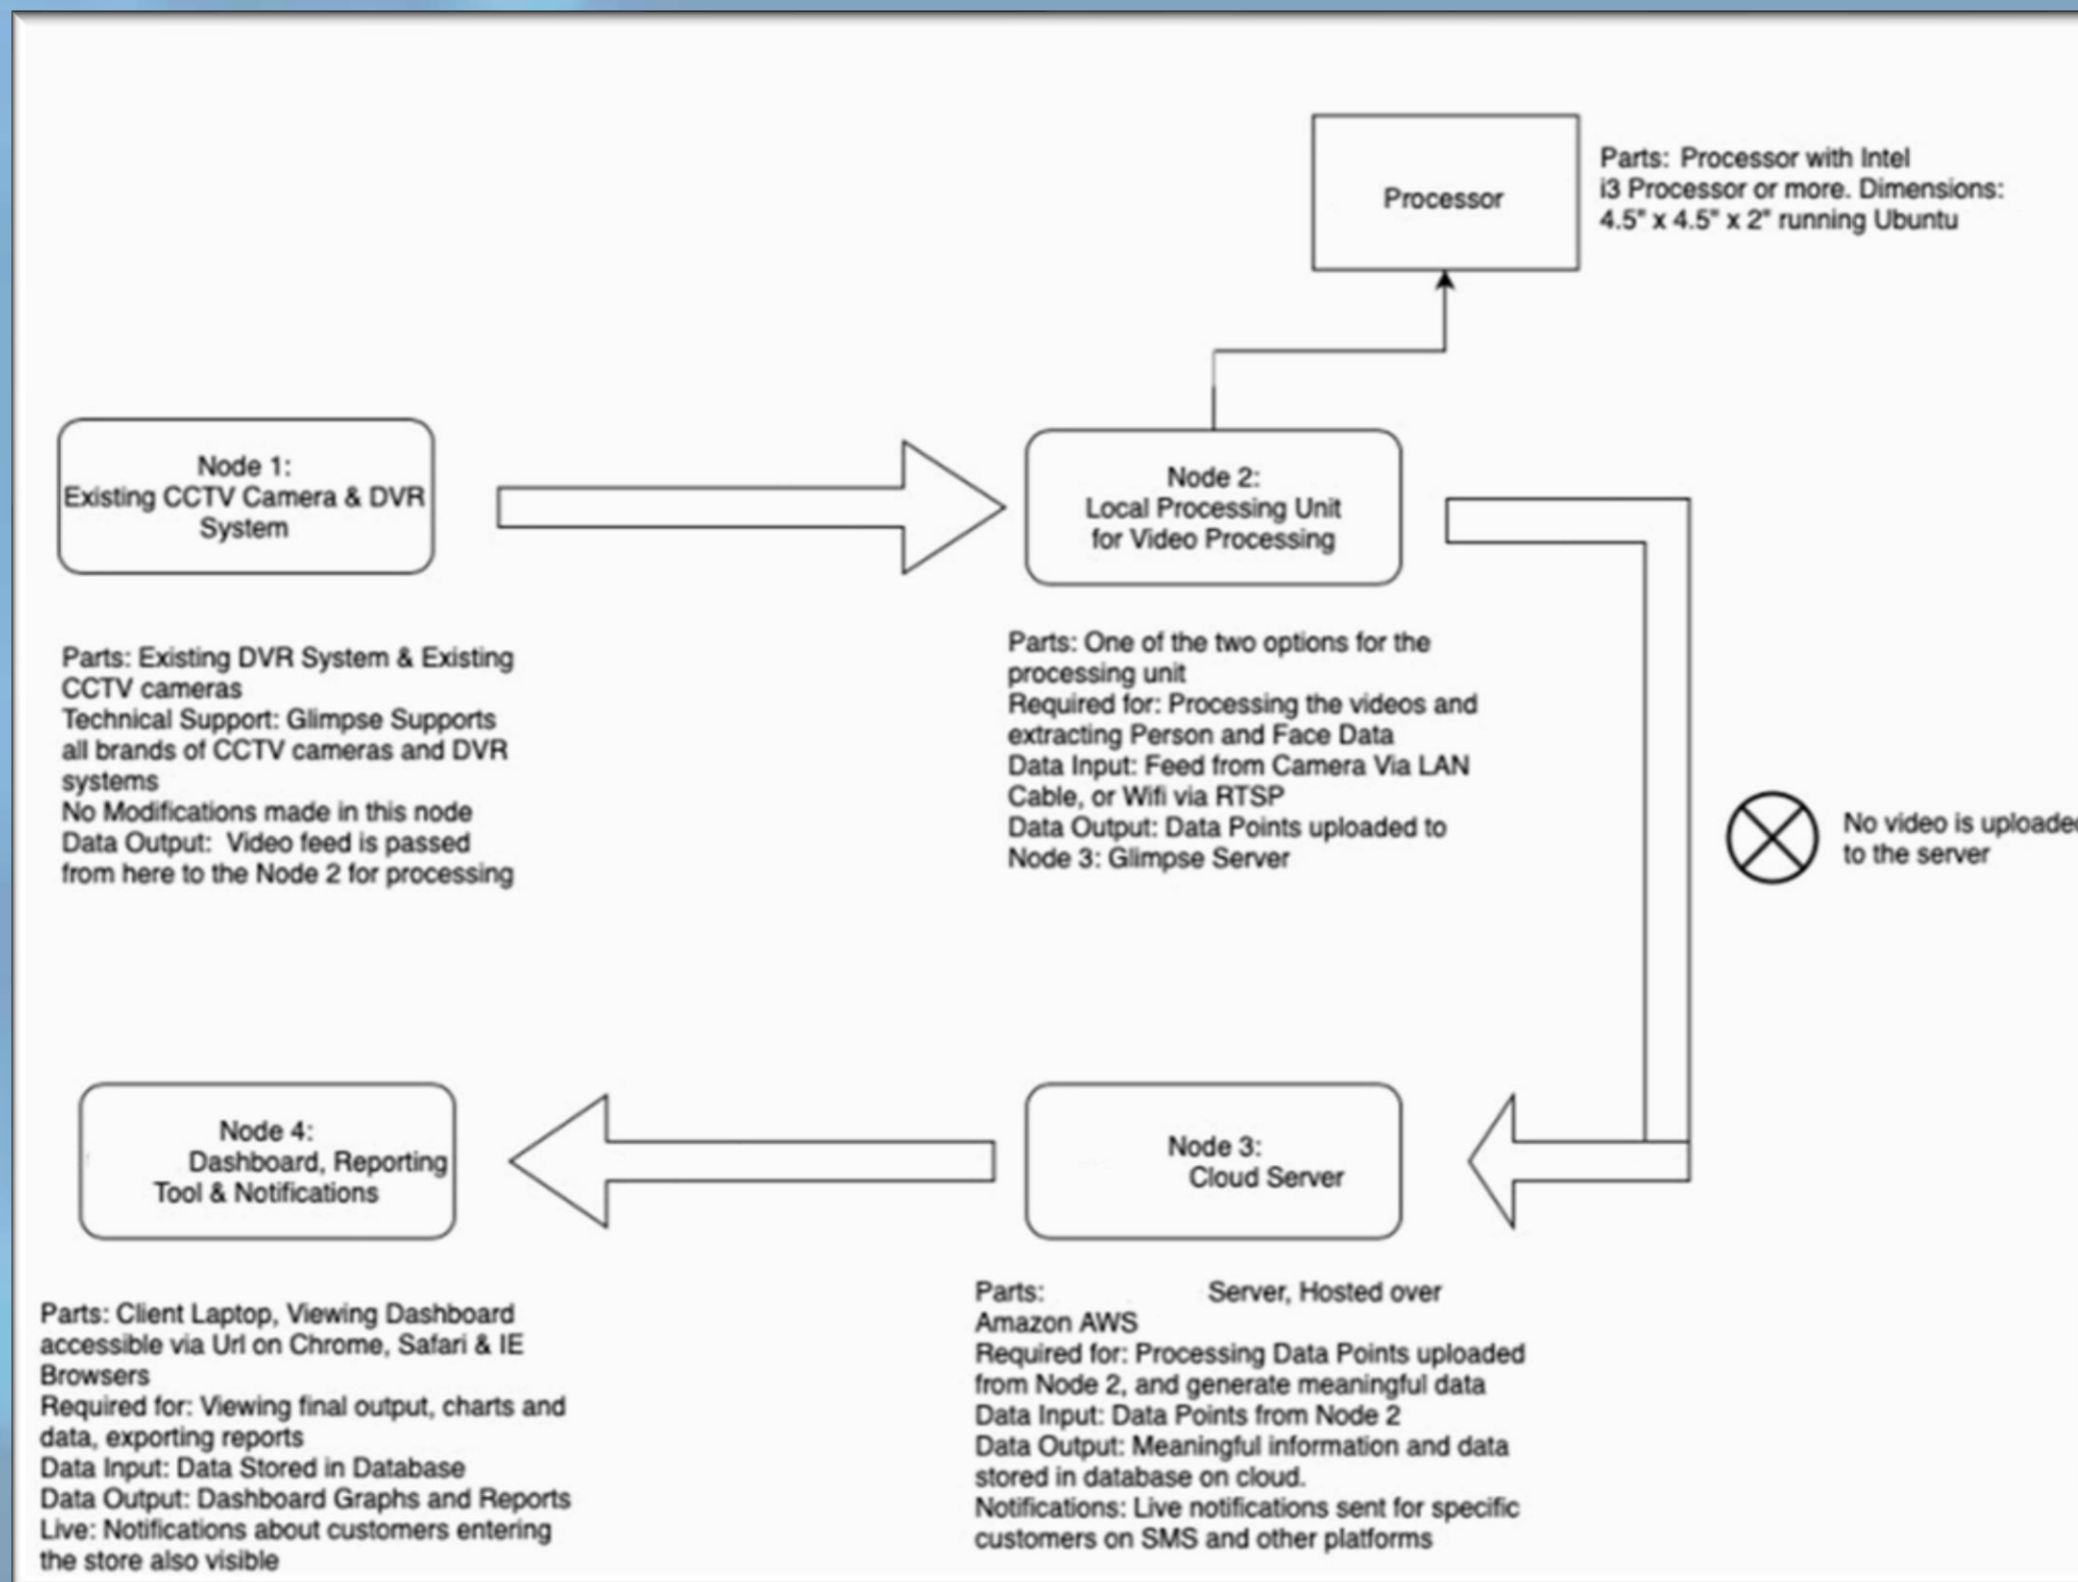 Processor
Parts: Processor with Intel
i3 Processor or more. Dimensions:
4.5" x 4.5" x 2" running Ubuntu
Node 1:
Existing CCTV Camera & DVR
System
Node 2:
Local Processing Unit
for Video Processing
Parts: Existing DVR System & Existing
CCTV cameras
Technical Support: Glimpse Supports
all brands of CCTV cameras and DVR
systems
No Modifications made in this node
Data Output: Video feed is passed
from here to the Node 2 for processing
Parts: One of the two options for the
processing unit
Required for: Processing the videos and
extracting Person and Face Data
Data Input: Feed from Camera Via LAN
Cable, or Wifi via RTSP
Data Output: Data Points uploaded to
Node 3: Glimpse Server
No video is uploaded
to the server
Node 4:
Dashboard, Reporting
Tool & Notifications
Node 3:
Cloud Server
Parts: Client Laptop, Viewing Dashboard
accessible via Url on Chrome, Safari & IE
Browsers
Required for: Viewing final output, charts and
data, exporting reports
Data Input: Data Stored in Database
Data Output: Dashboard Graphs and Reports
Live: Notifications about customers entering
the store also visible
Parts: Server, Hosted over
Amazon AWS
Required for: Processing Data Points uploaded
from Node 2, and generate meaningful data
Data Input: Data Points from Node 2
Data Output: Meaningful information and data
stored in database on cloud.
Notifications: Live notifications sent for specific
customers on SMS and other platforms